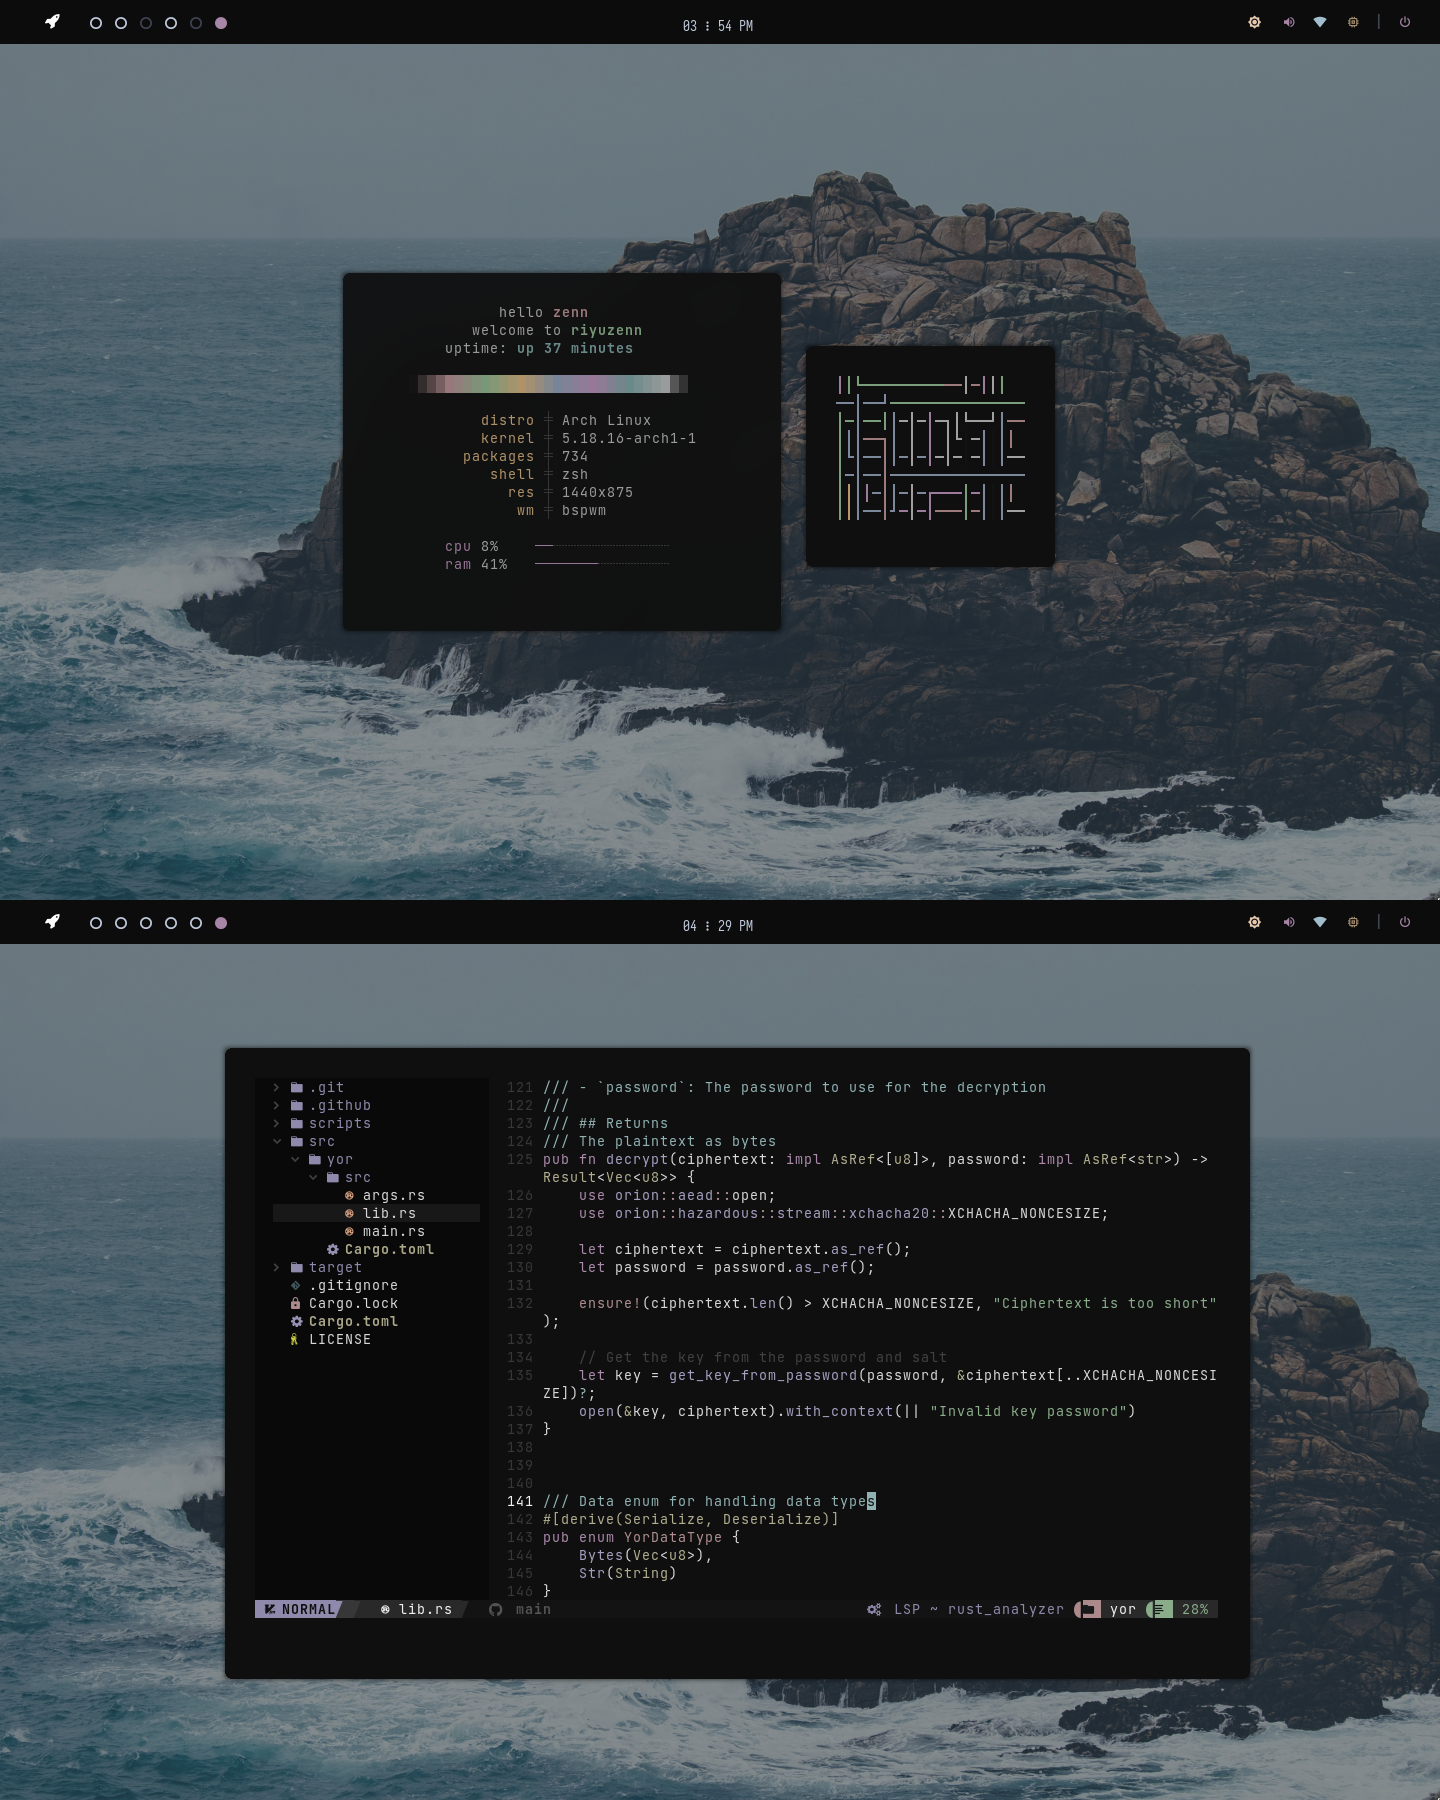 03 : 54 PM
hello zenn
welcome to riyuzenn
uptime: up 37 minutes
distro Arch Linux
kernel 5.18.16-arch1-1
packages 734
shell zsh
res 1440x875
wm bspwm
cpu 8%
ram 41%
04 : 29 PM
.git
.github
scripts
src
yor
src
args.rs
lib.rs
main.rs
Cargo.toml
target
.gitignore
Cargo.lock
Cargo.toml
LICENSE
121 /// - `password`: The password to use for the decryption
122 ///
123 /// ## Returns
124 /// The plaintext as bytes
125 pub fn decrypt(ciphertext: impl AsRef<[u8]>, password: impl AsRef<str>) ->
Result<Vec<u8>> {
126     use orion::aead::open;
127     use orion::hazardous::stream::xchacha20::XCHACHA_NONCESIZE;
128
129     let ciphertext = ciphertext.as_ref();
130     let password = password.as_ref();
131
132     ensure!(ciphertext.len() > XCHACHA_NONCESIZE, "Ciphertext is too short"
);
133
134     // Get the key from the password and salt
135     let key = get_key_from_password(password, &ciphertext[..XCHACHA_NONCESI
ZE])?;
136     open(&key, ciphertext).with_context(|| "Invalid key password")
137 }
138
139
140
141 /// Data enum for handling data types
142 #[derive(Serialize, Deserialize)]
143 pub enum YorDataType {
144     Bytes(Vec<u8>),
145     Str(String)
146 }
NORMAL lib.rs main LSP ~ rust_analyzer yor 28%